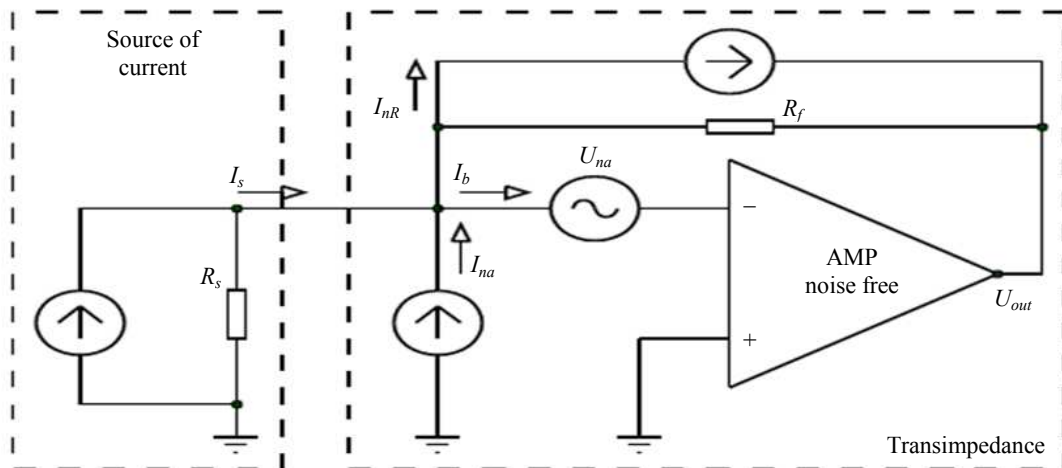 Source of
current
I_nR
R_f
U_na
I_s
I_b
−
I_na
R_s
AMP
noise free
U_out
+
Transimpedance